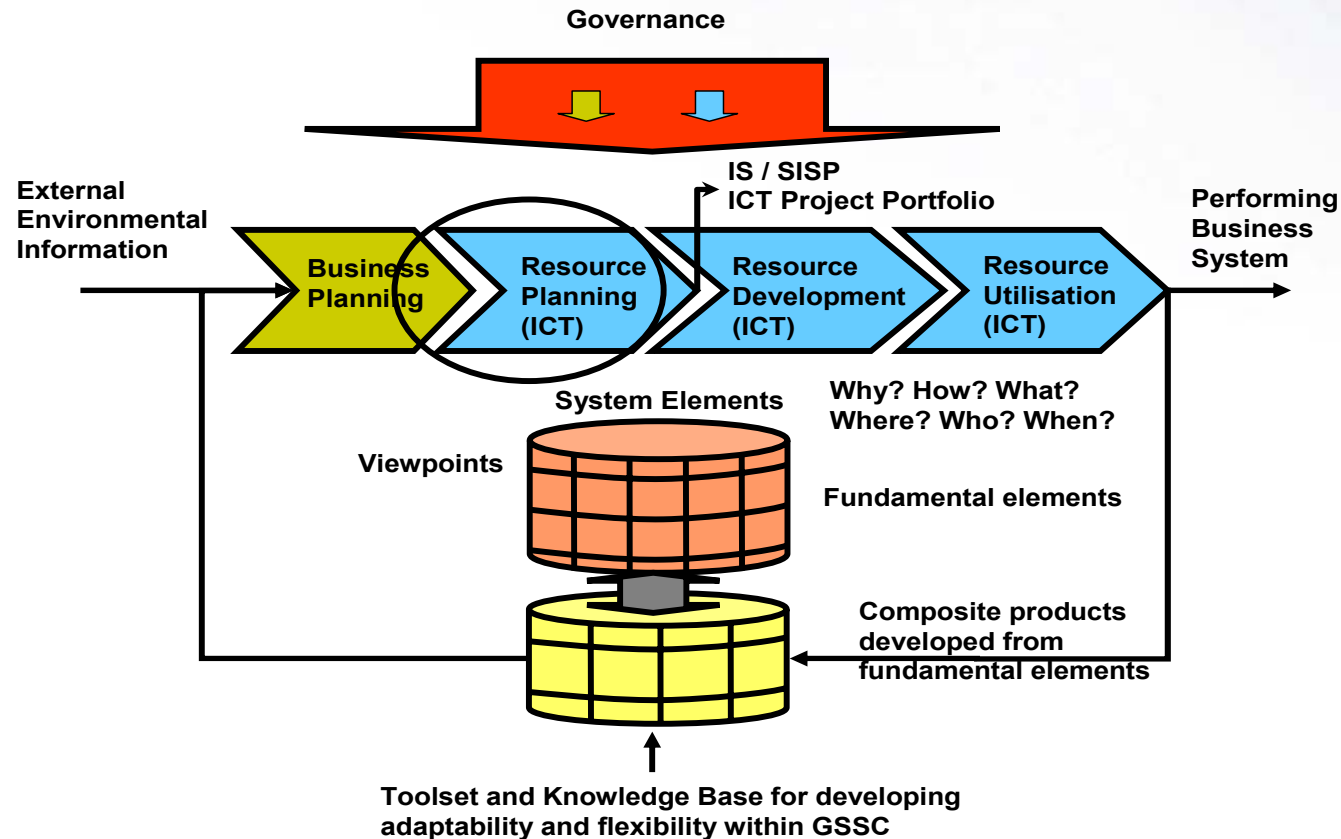 Governance
IS / SISP
ICT Project Portfolio
External
Environmental
Information
Performing
Business
System
Business
Planning
Resource
Planning
(ICT)
Resource
Development
(ICT)
Resource
Utilisation
(ICT)
System Elements
Why? How? What?
Where? Who? When?
Viewpoints
Fundamental elements
Composite products
developed from
fundamental elements
Toolset and Knowledge Base for developing
adaptability and flexibility within GSSC